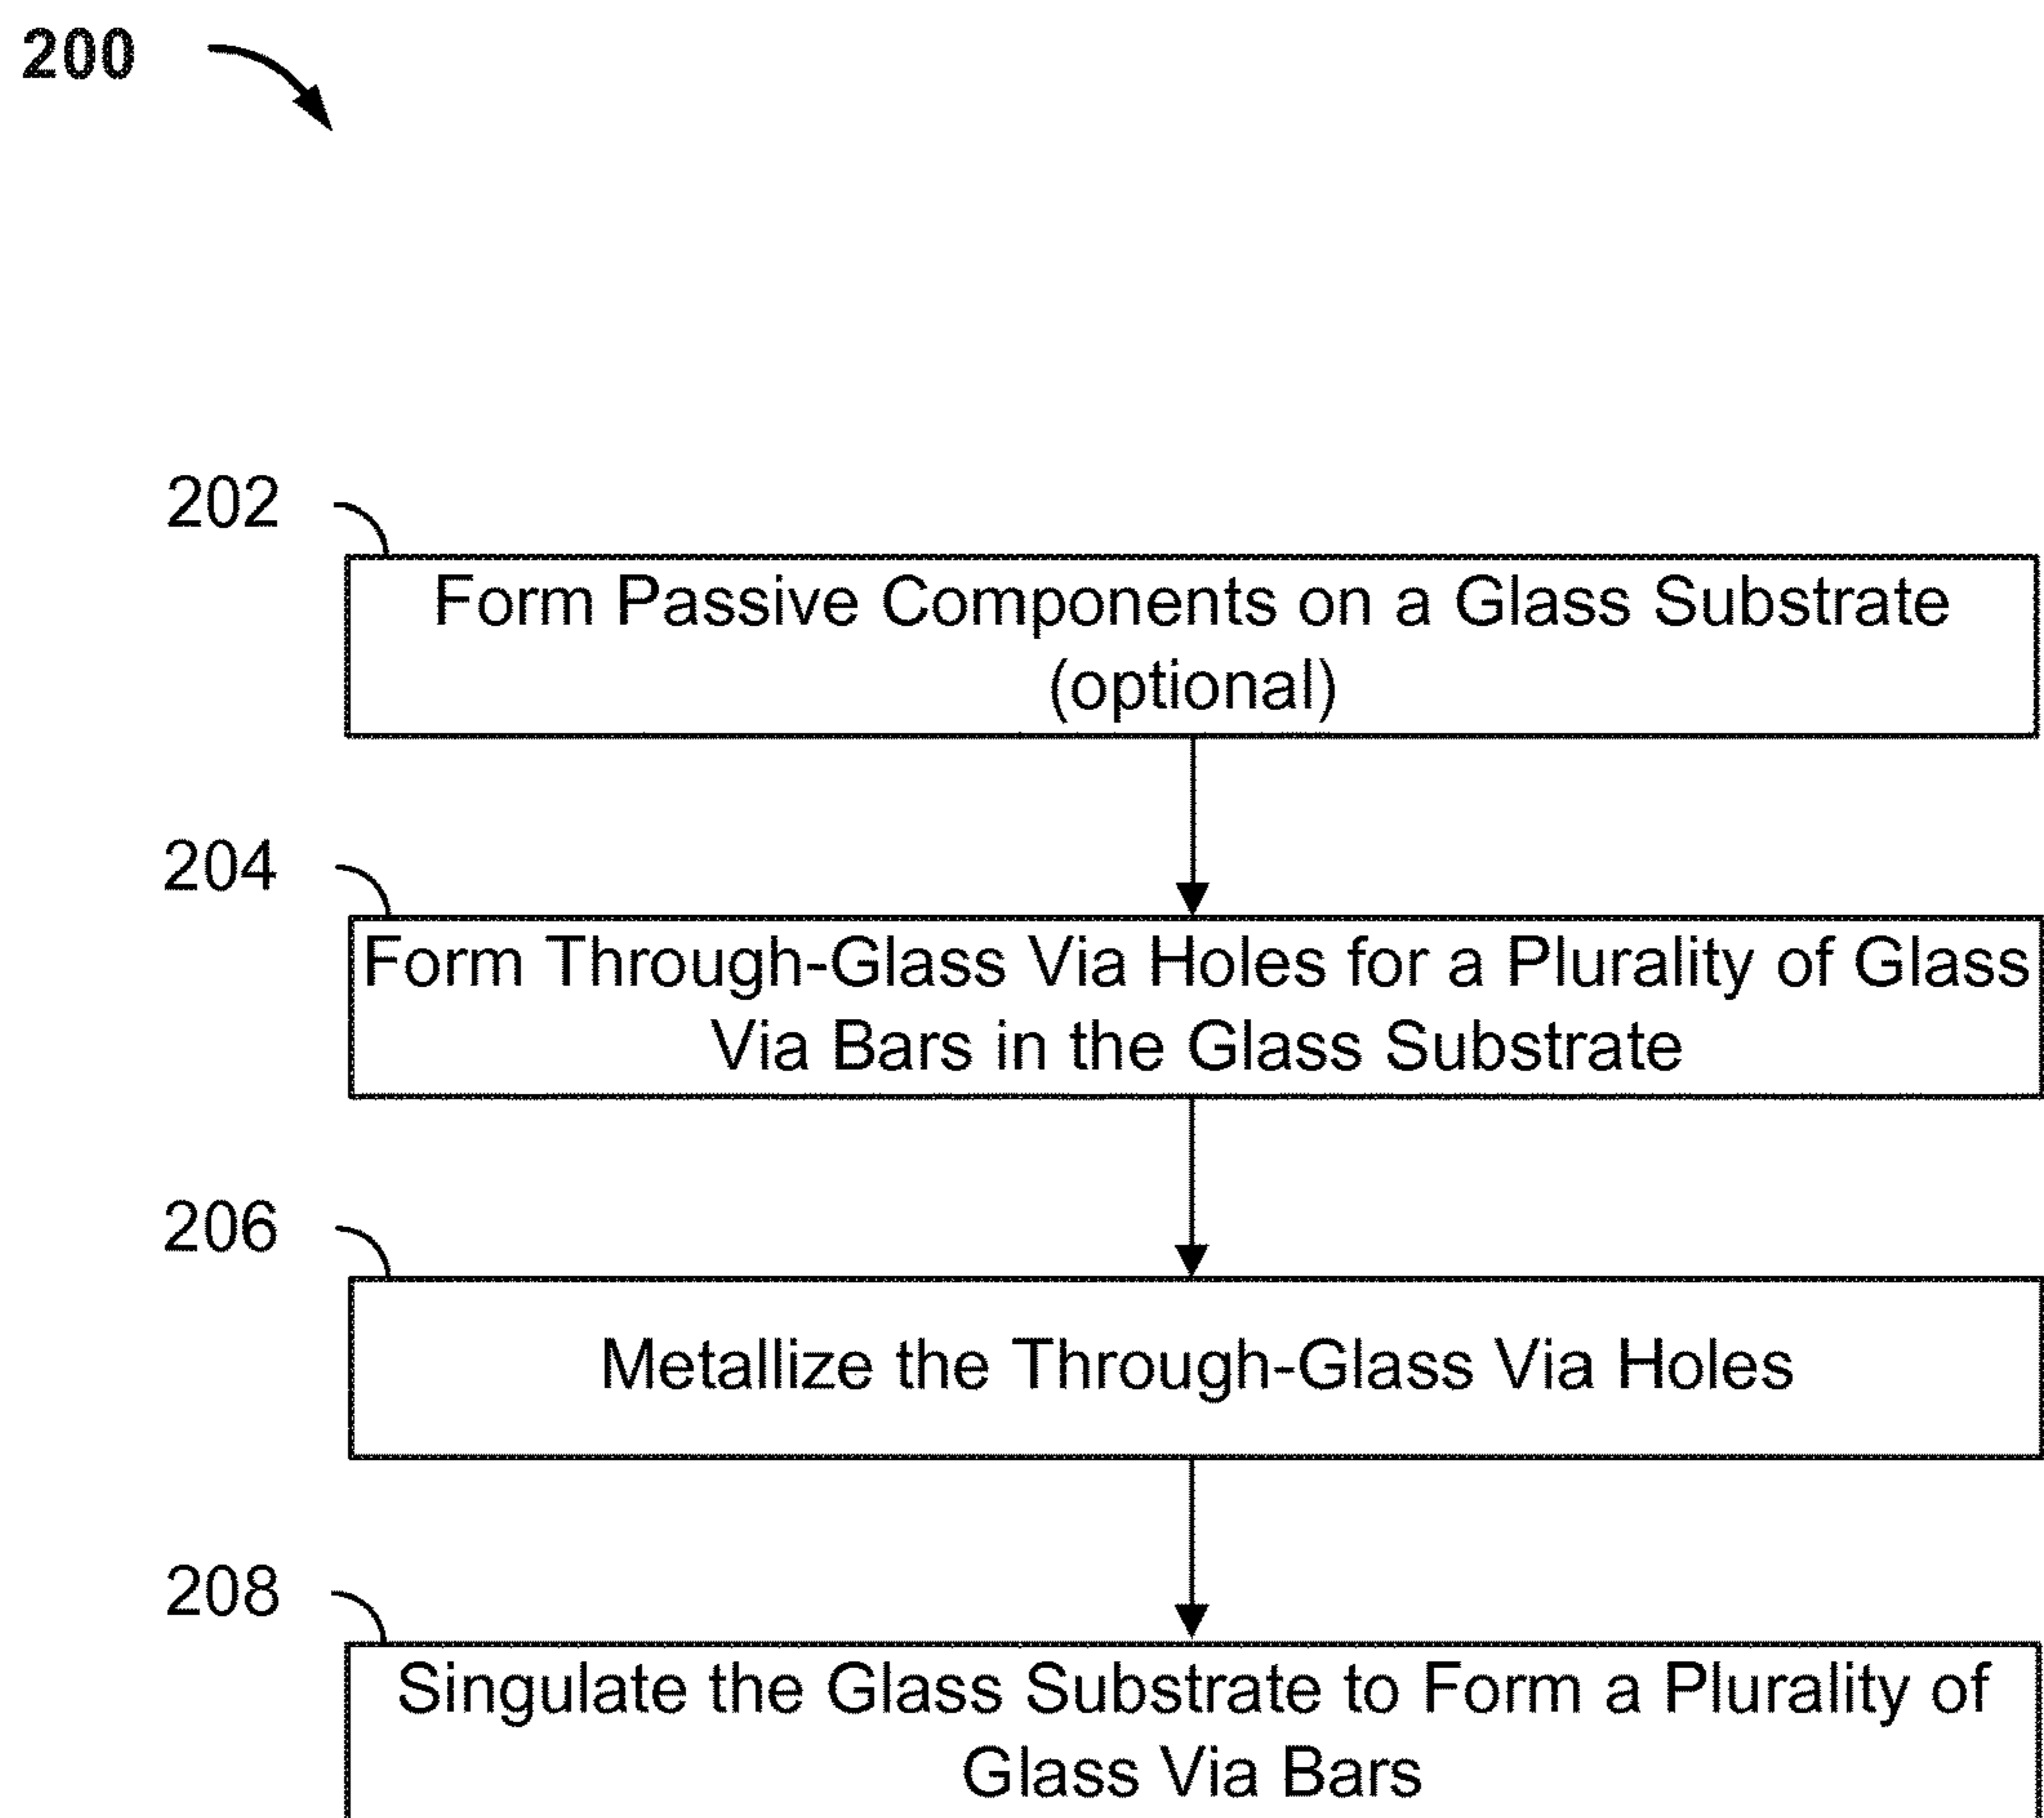 200
202
Form Passive Components on a Glass Substrate
(optional)
204
Form Through-Glass Via Holes for a Plurality of Glass
Via Bars in the Glass Substrate
206
Metallize the Through-Glass Via Holes
208
Singulate the Glass Substrate to Form a Plurality of
Glass Via Bars